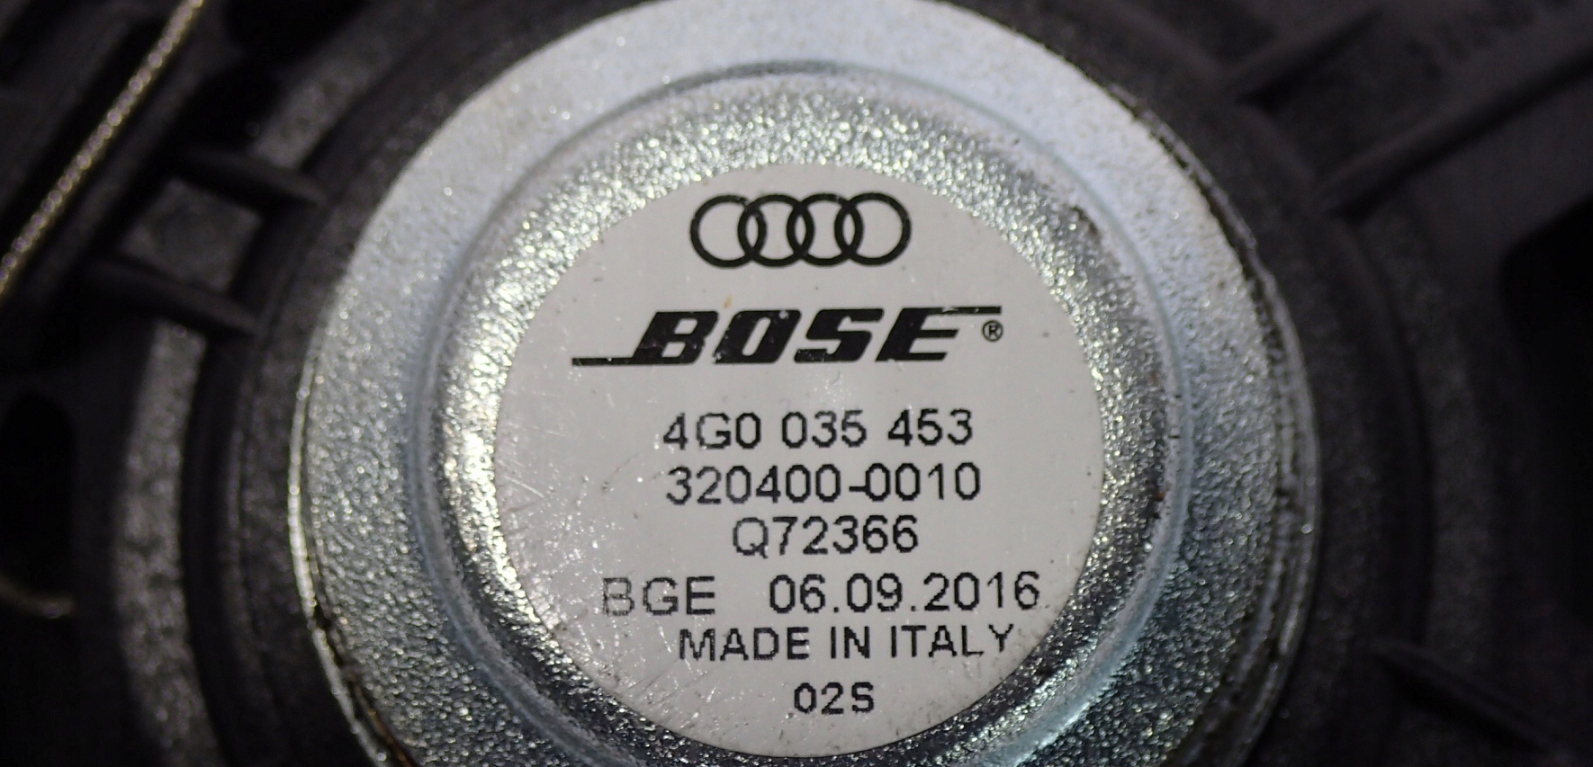 BOSE®
4G0 035 453
320400-0010
Q72366
BGE 06.09.2016
MADE IN ITALY
02S